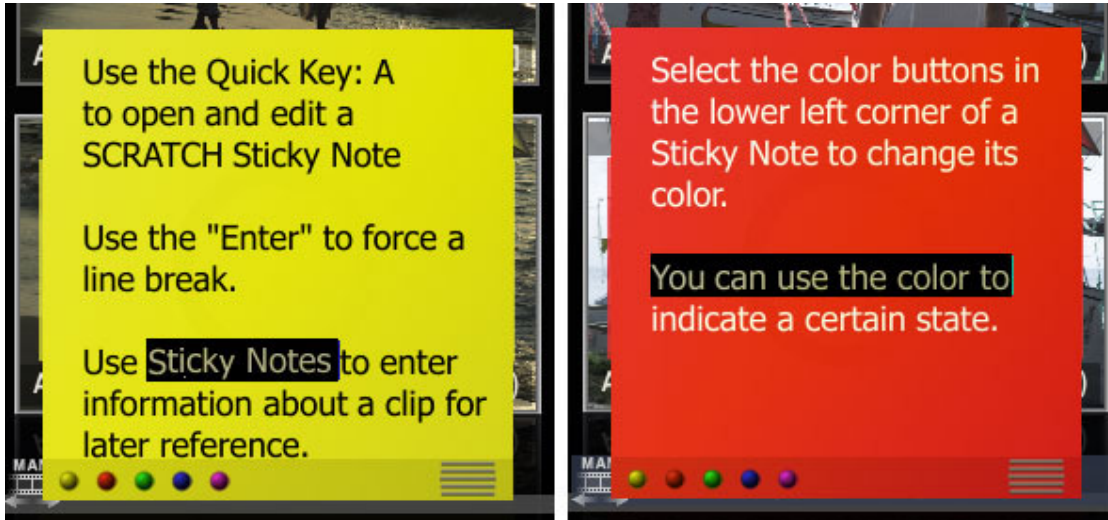 Use the Quick Key: A
to open and edit a
SCRATCH Sticky Note
Use the "Enter" to force a
line break.
Use Sticky Notes to enter
information about a clip for
later reference.
Select the color buttons in
the lower left corner of a
Sticky Note to change its
color.
You can use the color to
indicate a certain state.